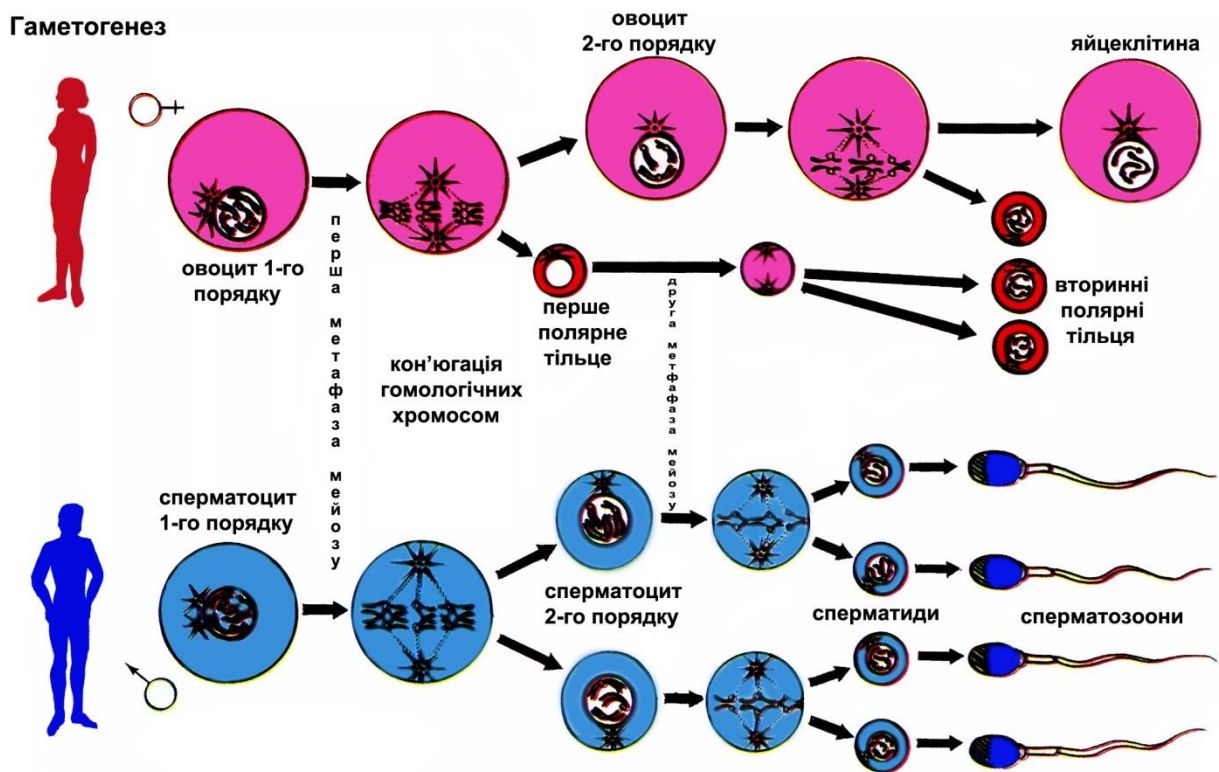 Гаметогенез
овоцит
2-го порядку
яйцеклітина
овоцит 1-го
порядку
перша метафаза мейозу
перше
полярне
тільце
друга метфафаза мейозу
вторинні
полярні
тільця
кон’югація
гомологічних
хромосом
сперматоцит
1-го порядку
сперматоцит
2-го порядку
сперматиди
сперматозоони